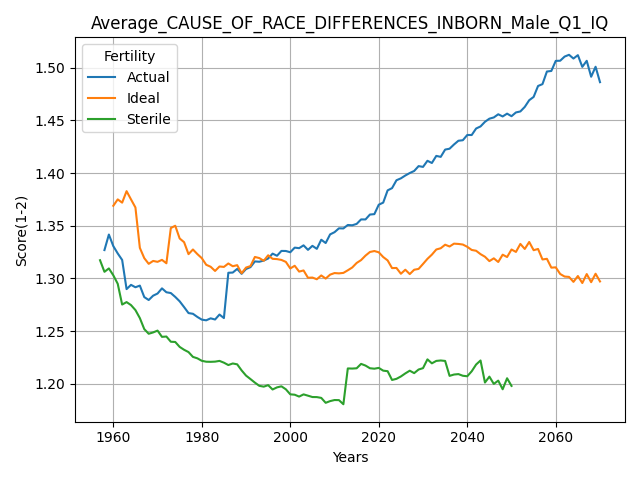 Average_CAUSE_OF_RACE_DIFFERENCES_INBORN_Male_Q1_IQ
Fertility
Actual
Ideal
Sterile
1.50
1.45
1.40
1.35
1.30
1.25
1.20
Score(1-2)
1960 1980 2000 2020 2040 2060
Years